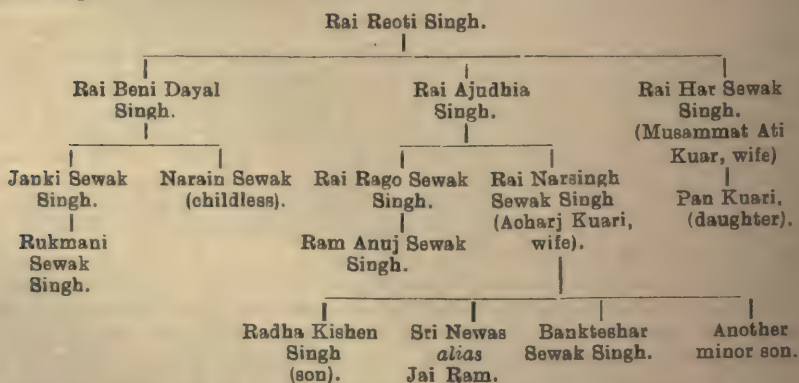 Rai Reoti Singh.
Rai Beni Dayal Singh.
Rai Ajudhia Singh.
Rai Har Sewak Singh.
(Musammat Ati Kuar, wife)
Janki Sewak Singh.
Narain Sewak (childless).
Rai Rago Sewak Singh.
Rai Narsingh Sewak Singh (Acharj Kuari, wife).
Pan Kuari, (daughter).
Rukmani Sewak Singh.
Ram Anuj Sewak Singh.
Radha Kishen Singh (son).
Sri Newas alias Jai Ram.
Bankteshar Sewak Singh.
Another minor son.